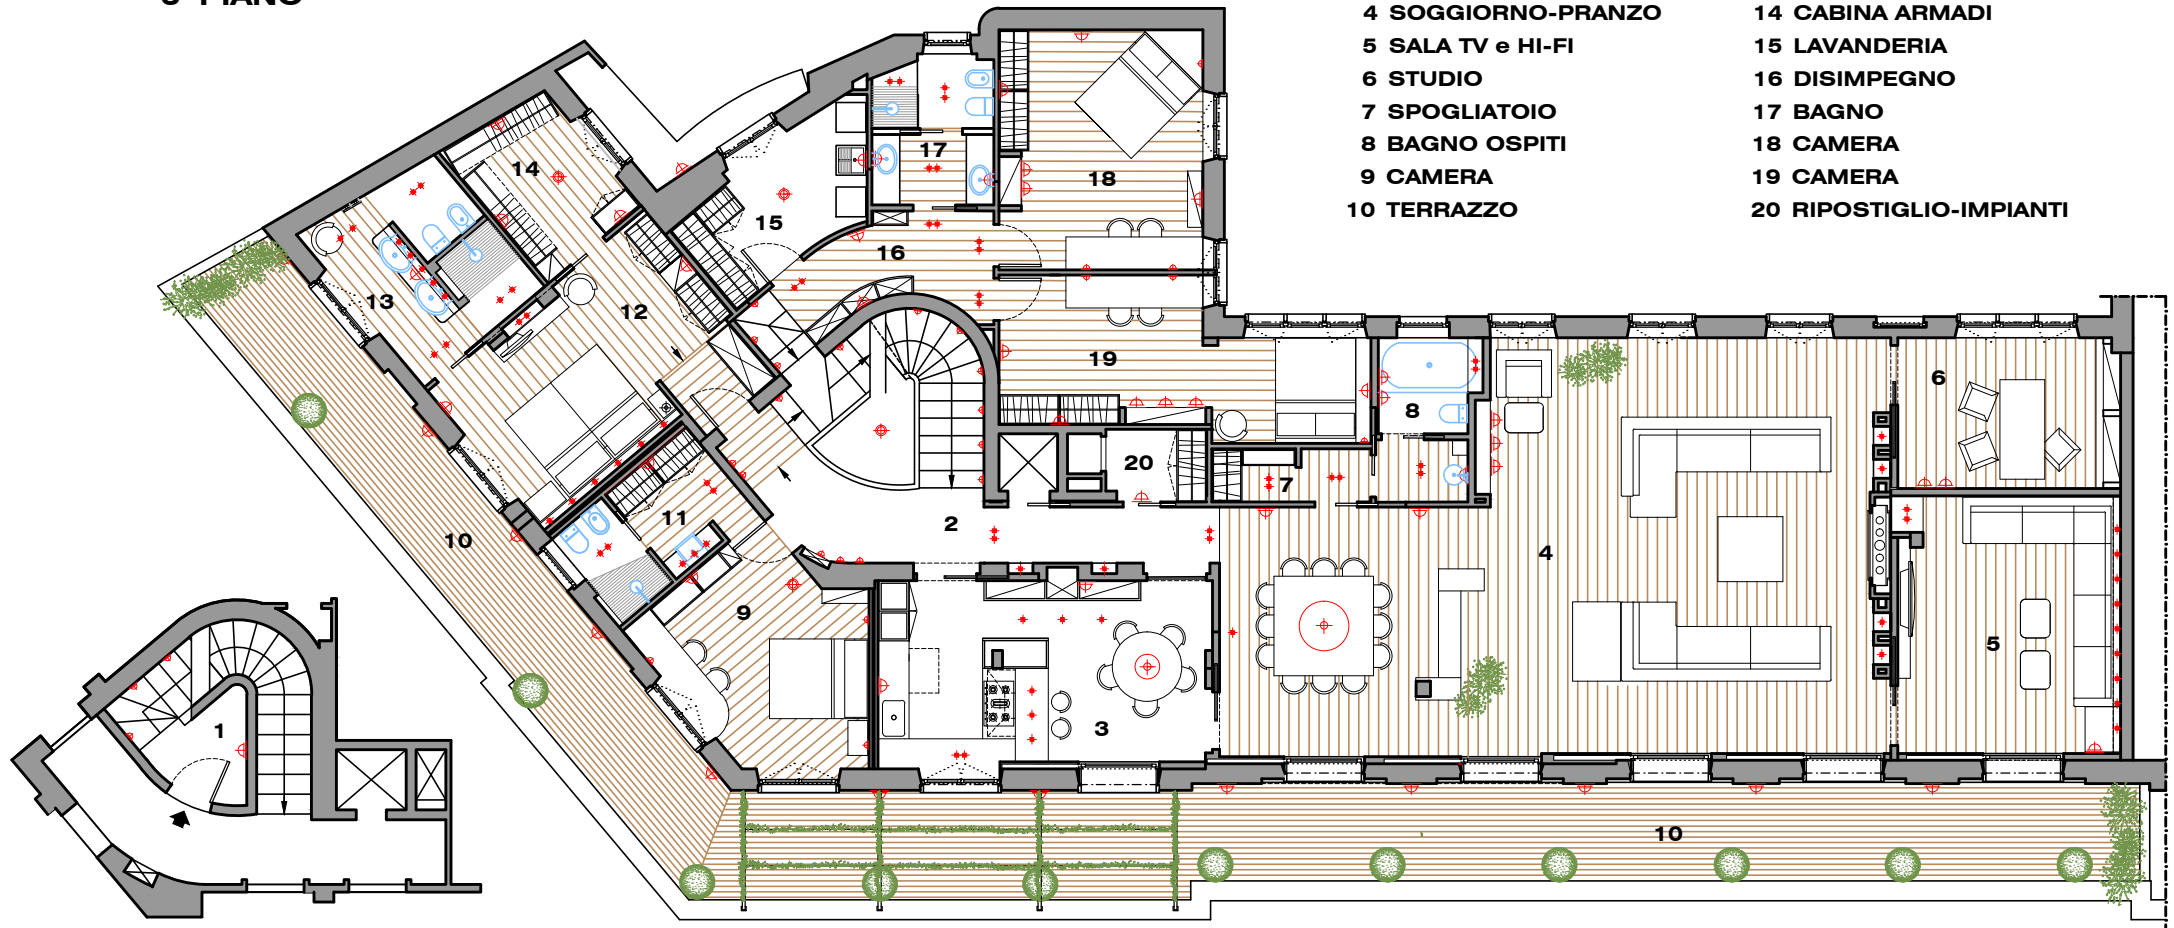 4 SOGGIORNO-PRANZO
5 SALA TV e HI-FI
6 STUDIO
7 SPOGLIATOIO
8 BAGNO OSPITI
9 CAMERA
10 TERRAZZO
14 CABINA ARMADI
15 LAVANDERIA
16 DISIMPEGNO
17 BAGNO
18 CAMERA
19 CAMERA
20 RIPOSTIGLIO-IMPIANTI
17
14
18
15
16
13
12
19
6
8
20
7
11
2
10
4
9
5
1
3
10